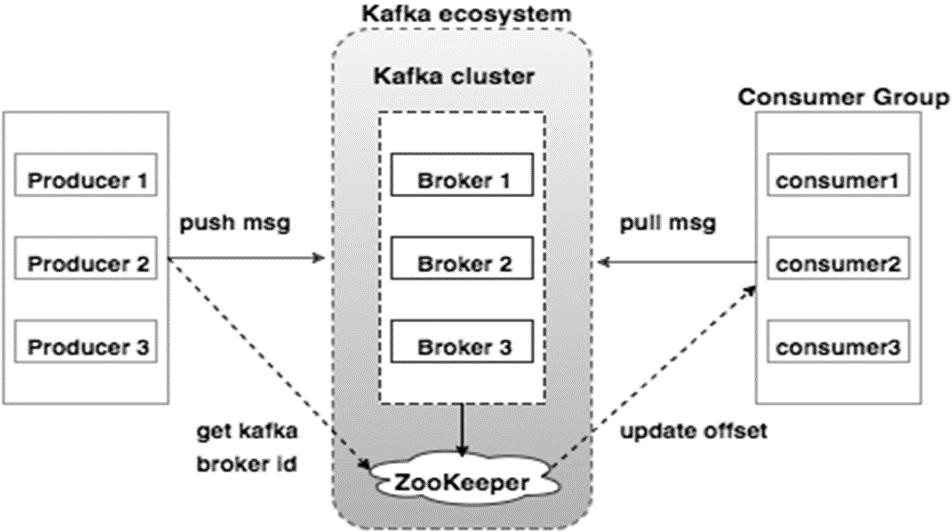 Kafka ecosystem
Kafka cluster
Consumer Group
Producer 1
Producer 2
Producer 3
push msg
Broker 1
Broker 2
Broker 3
pull msg
consumer1
consumer2
consumer3
get kafka
broker id
ZooKeeper
update offset